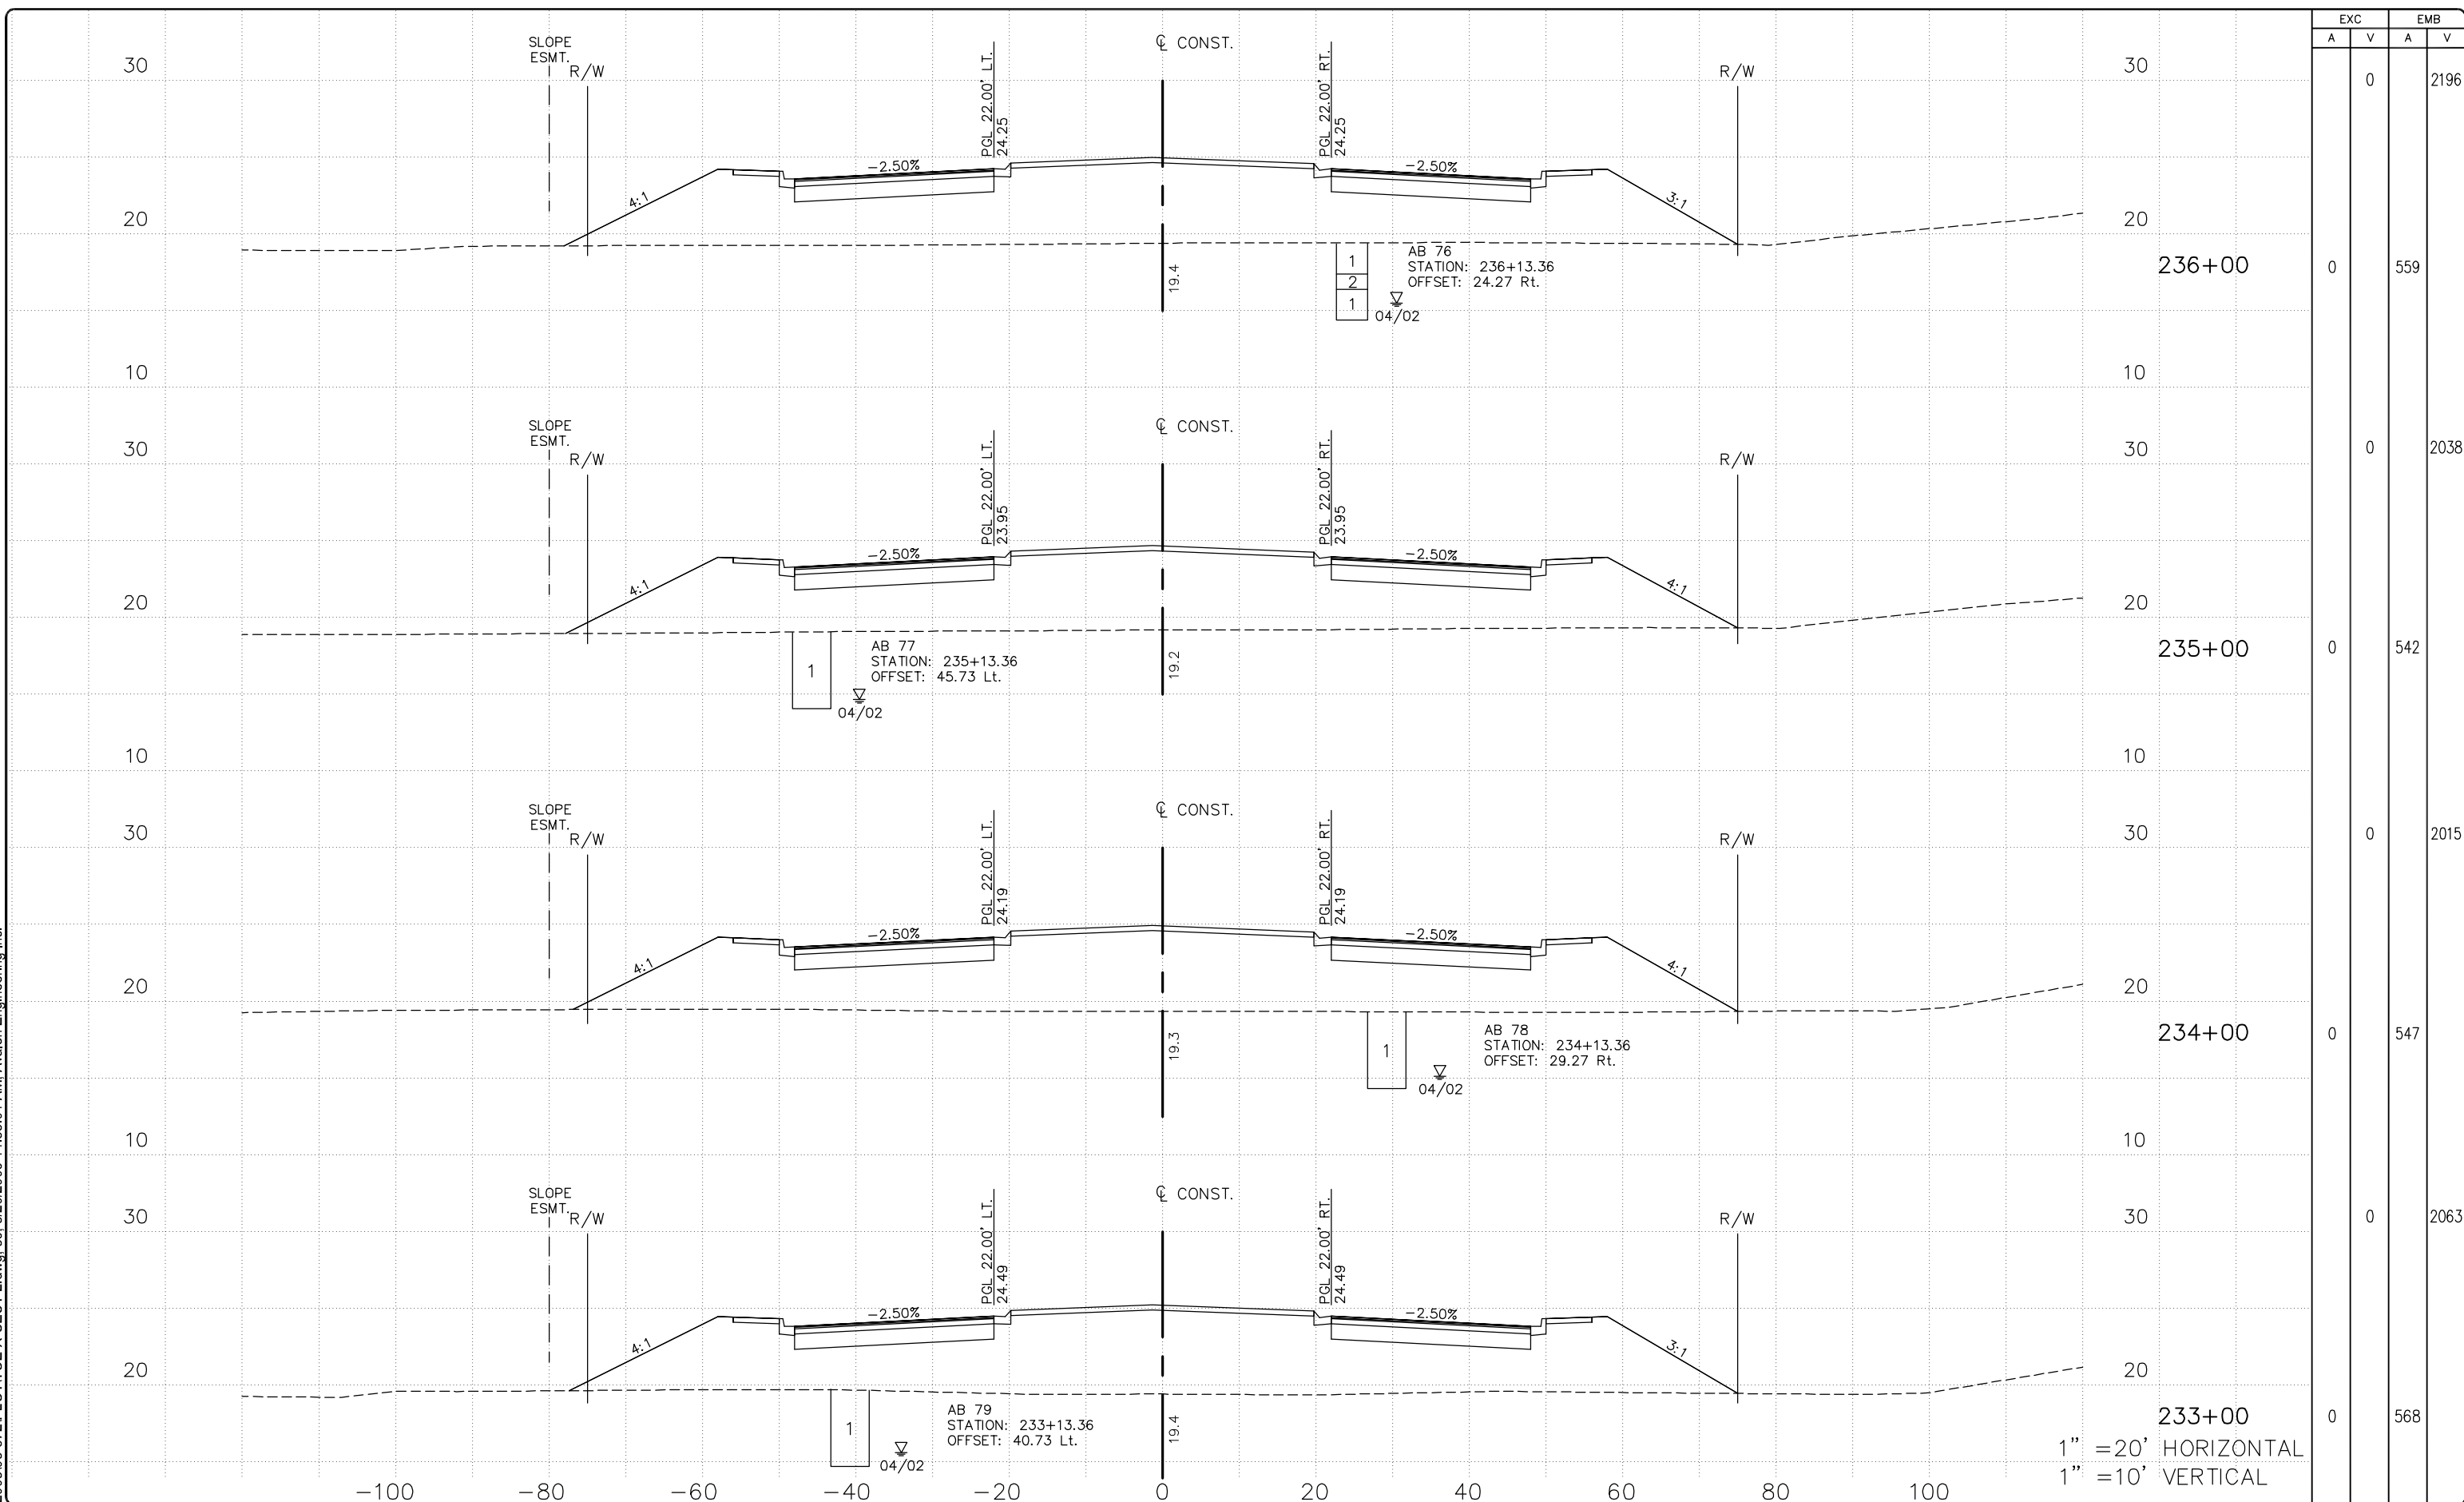 EXC EMB
A V A V
SLOPE
ESMT.
R/W
PGL 22.00' LT.
24.25
℄ CONST.
PGL 22.00' RT.
24.25
R/W
30 30
0 2196
-2.50% -2.50%
4:1 3:1
20 20
19.4
1
2
1
AB 76
STATION: 236+13.36
OFFSET: 24.27 Rt.
04/02
236+00
0 559
10 10
SLOPE
ESMT.
R/W
PGL 22.00' LT.
23.95
℄ CONST.
PGL 22.00' RT.
23.95
R/W
30 30
0 2038
-2.50% -2.50%
4:1 4:1
20 20
1
AB 77
STATION: 235+13.36
OFFSET: 45.73 Lt.
04/02
19.2
235+00
0 542
10 10
SLOPE
ESMT.
R/W
PGL 22.00' LT.
24.19
℄ CONST.
PGL 22.00' RT.
24.19
R/W
30 30
0 2015
-2.50% -2.50%
4:1 4:1
20 20
19.3
1
AB 78
STATION: 234+13.36
OFFSET: 29.27 Rt.
04/02
234+00
0 547
10 10
SLOPE
ESMT.
R/W
PGL 22.00' LT.
24.49
℄ CONST.
PGL 22.00' RT.
24.49
R/W
30 30
0 2063
-2.50% -2.50%
4:1 3:1
20 20
1
AB 79
STATION: 233+13.36
OFFSET: 40.73 Lt.
04/02
19.4
233+00
0 568
1" =20' HORIZONTAL
1" =10' VERTICAL
-100 -80 -60 -40 -20 0 20 40 60 80 100